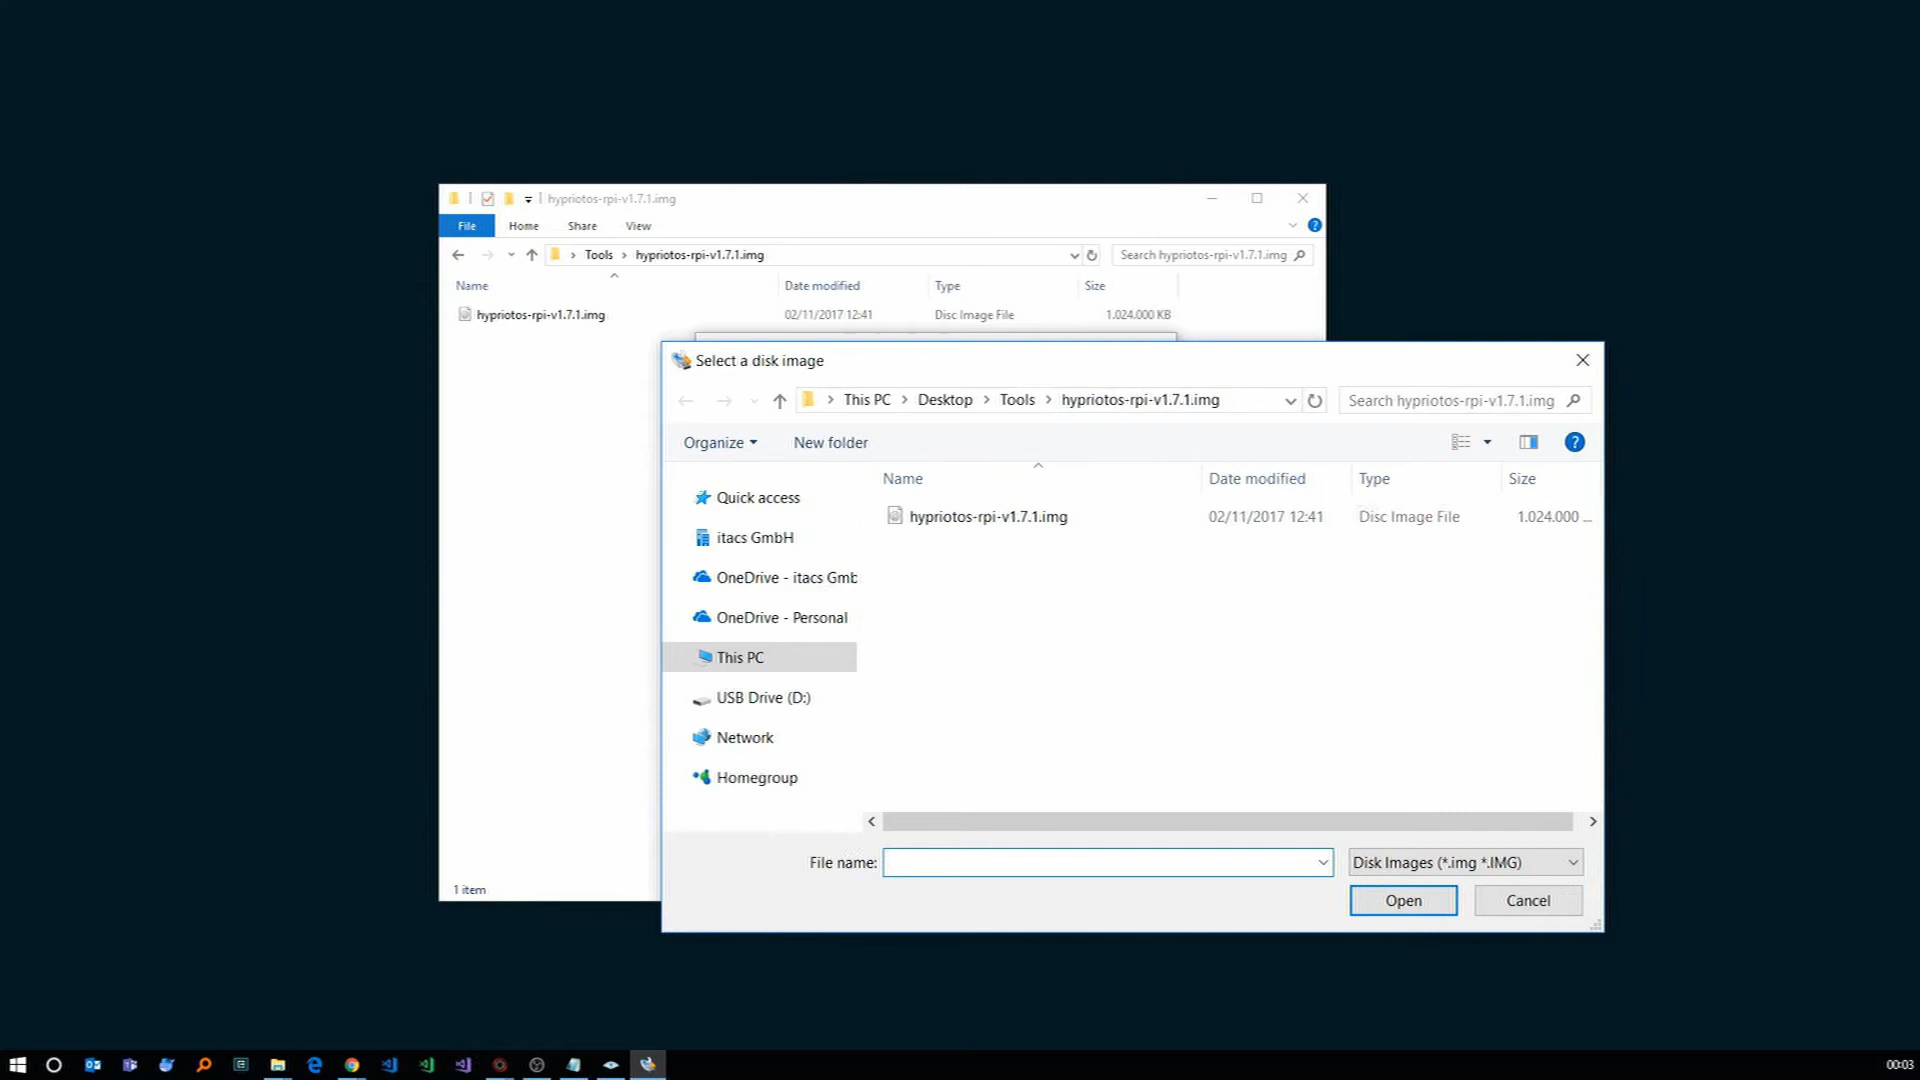 hypriotos-rpi-v1.7.1.img
File Home Share View
Tools hypriotos-rpi-v1.7.1.img Search hypriotos-rpi-v1.7.1.img
Name Date modified Type Size
hypriotos-rpi-v1.7.1.img 02/11/2017 12:41 Disc Image File 1.024.000 KB
1 item
Select a disk image
This PC Desktop Tools hypriotos-rpi-v1.7.1.img Search hypriotos-rpi-v1.7.1.img
Organize New folder
Name Date modified Type Size
hypriotos-rpi-v1.7.1.img 02/11/2017 12:41 Disc Image File 1.024.000 ...
Quick access
itacs GmbH
OneDrive - itacs Gmb
OneDrive - Personal
This PC
USB Drive (D:)
Network
Homegroup
File name: Disk Images (*.img *.IMG)
Open Cancel
00:03